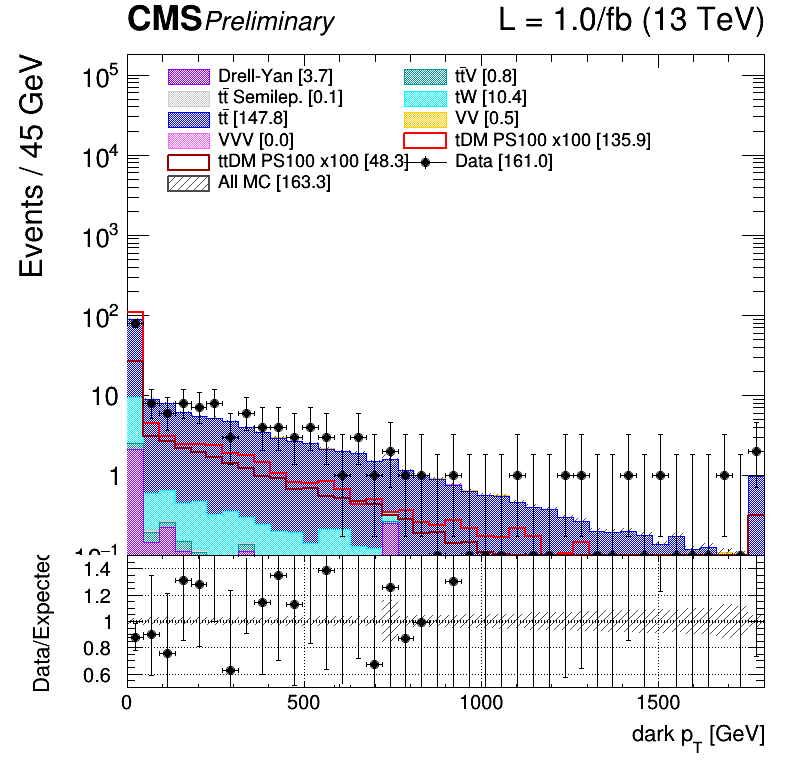 CMS Preliminary L = 1.0/fb (13 TeV)
Events / 45 GeV
10⁵
10⁴
10³
10²
10
1
10⁻¹
Drell-Yan [3.7]
tt̄V [0.8]
tt̄ Semilep. [0.1]
tW [10.4]
tt̄ [147.8]
VV [0.5]
VVV [0.0]
tDM PS100 x100 [135.9]
ttDM PS100 x100 [48.3]
Data [161.0]
All MC [163.3]
Data/Expected
1.4
1.2
1
0.8
0.6
0 500 1000 1500
dark p_T [GeV]